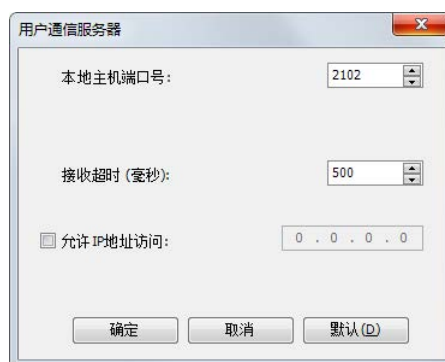 用户通信服务器
本地主机端口号: 2102
接收超时 (毫秒): 500
允许IP地址访问: 0 . 0 . 0 . 0
确定 取消 默认(D)